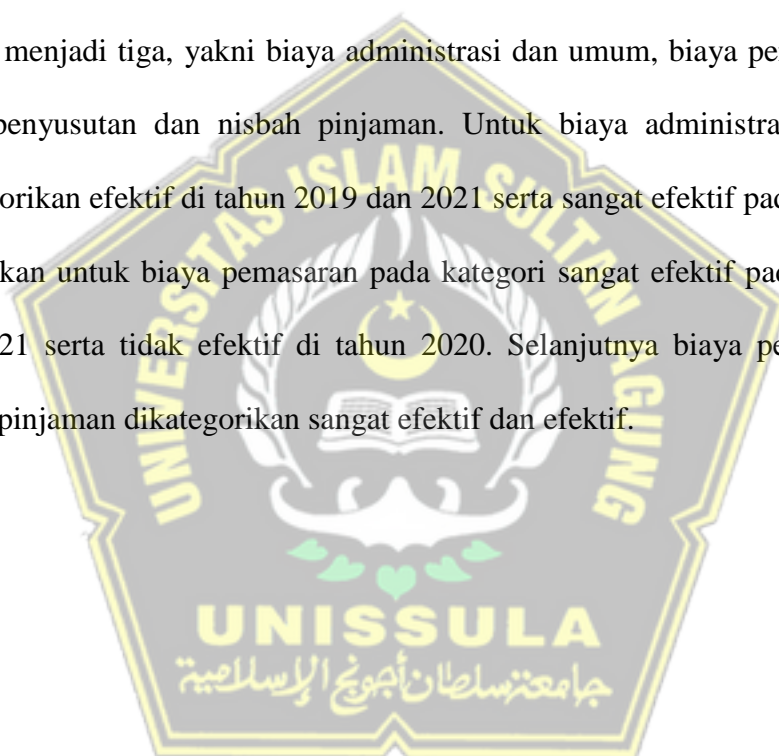 menjadi tiga, yakni biaya administrasi dan umum, biaya pe
penyusutan dan nisbah pinjaman. Untuk biaya administra
orikan efektif di tahun 2019 dan 2021 serta sangat efektif pad
kan untuk biaya pemasaran pada kategori sangat efektif pad
21 serta tidak efektif di tahun 2020. Selanjutnya biaya pe
pinjaman dikategorikan sangat efektif dan efektif.
UNIVERSITAS ISLAM SULTAN AGUNG
UNISSULA
جامعة سلطان أجونج الإسلامية